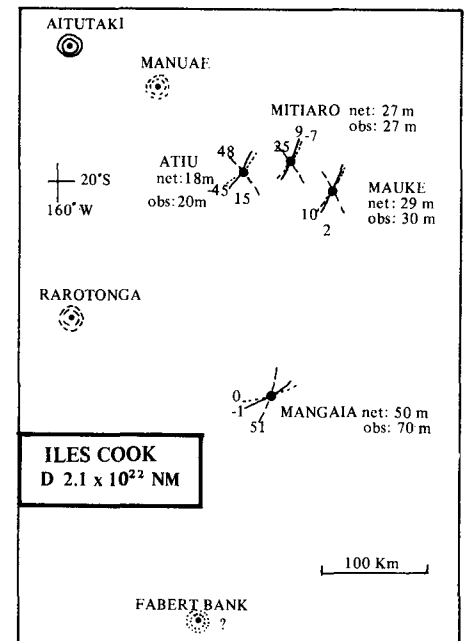 AITUTAKI
MANUAE
MITIARO net: 27 m
obs: 27 m
9 -7
25
48
ATIU
net: 18m
-45
obs: 20m
15
20°S
160° W
MAUKE
net: 29 m
obs: 30 m
10
2
RAROTONGA
0
-1
51
MANGAIA net: 50 m
obs: 70 m
ILES COOK
D 2.1 x 10²² NM
100 Km
FABERT BANK
?